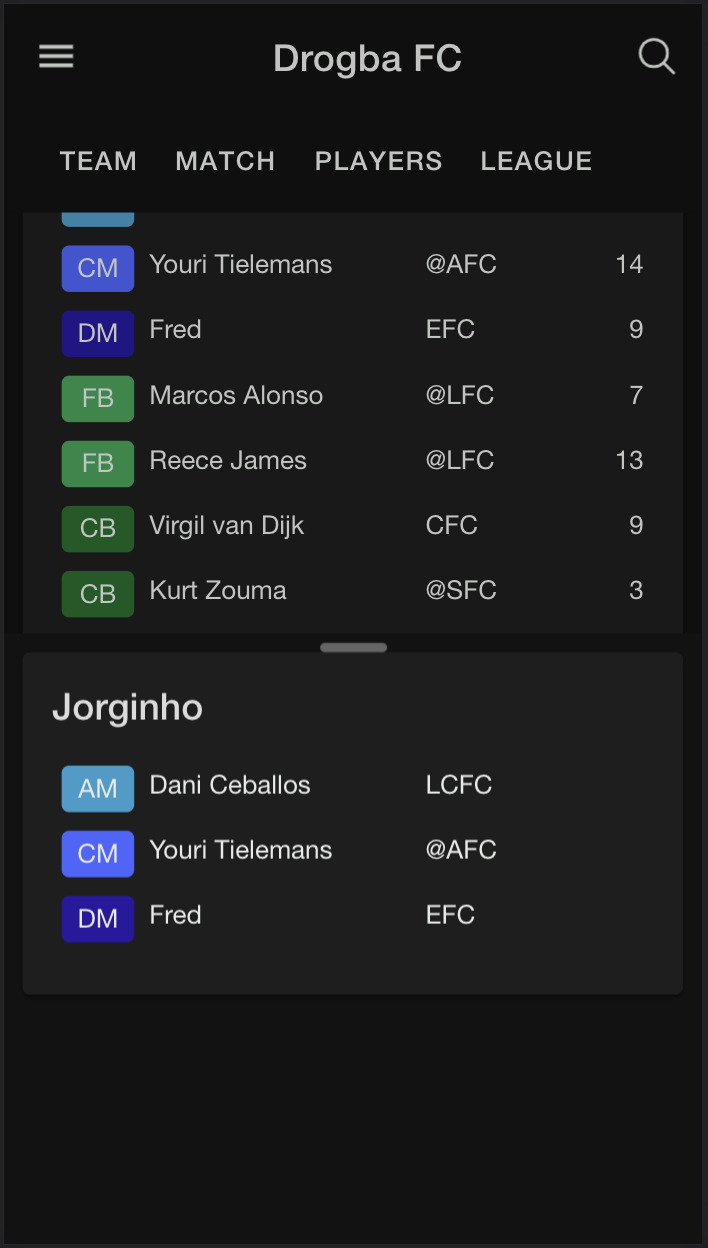 Drogba FC
TEAM MATCH PLAYERS LEAGUE
CM Youri Tielemans @AFC 14
DM Fred EFC 9
FB Marcos Alonso @LFC 7
FB Reece James @LFC 13
CB Virgil van Dijk CFC 9
CB Kurt Zouma @SFC 3
Jorginho
AM Dani Ceballos LCFC
CM Youri Tielemans @AFC
DM Fred EFC